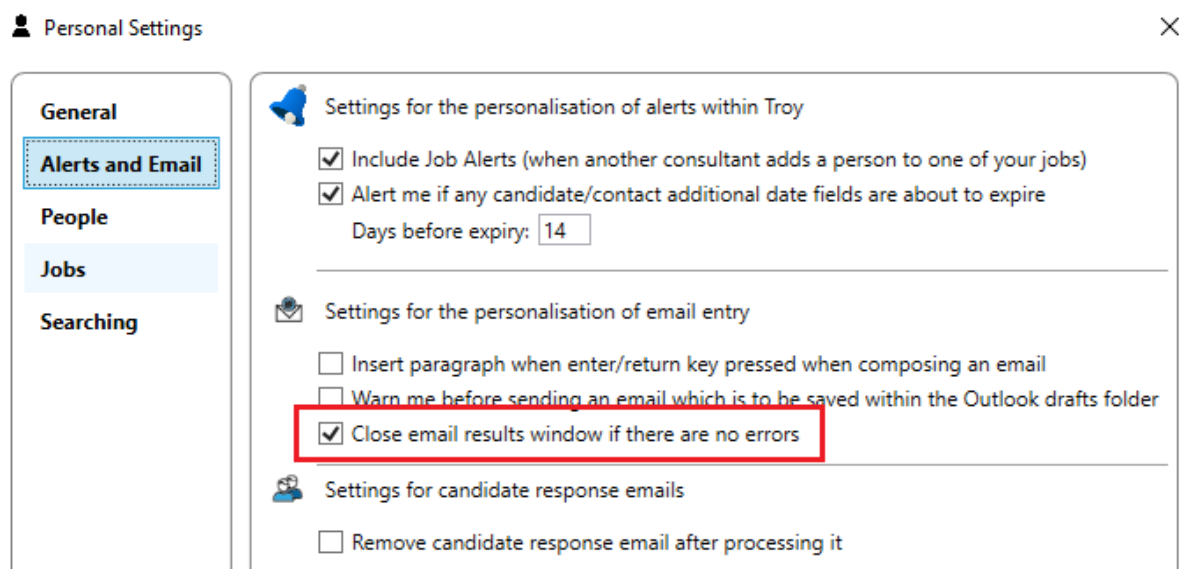 Personal Settings
General
Alerts and Email
People
Jobs
Searching
Settings for the personalisation of alerts within Troy
Include Job Alerts (when another consultant adds a person to one of your jobs)
Alert me if any candidate/contact additional date fields are about to expire
Days before expiry: 14
Settings for the personalisation of email entry
Insert paragraph when enter/return key pressed when composing an email
Warn me before sending an email which is to be saved within the Outlook drafts folder
Close email results window if there are no errors
Settings for candidate response emails
Remove candidate response email after processing it